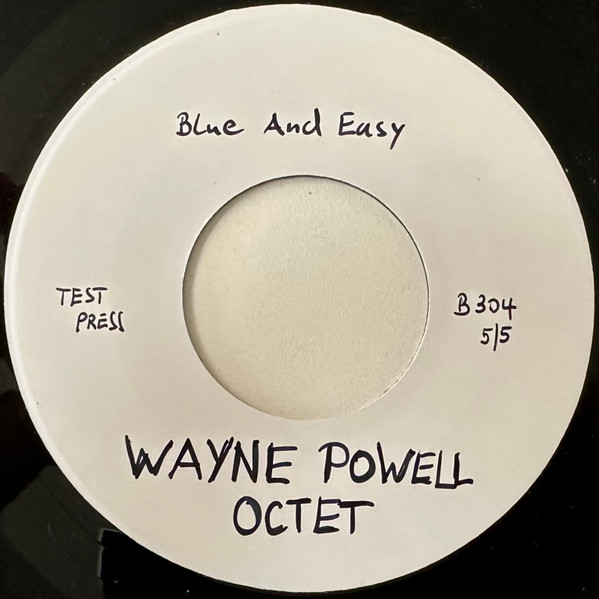 Blue And Easy
TEST
PRESS
B 304
5/5
WAYNE POWELL
OCTET